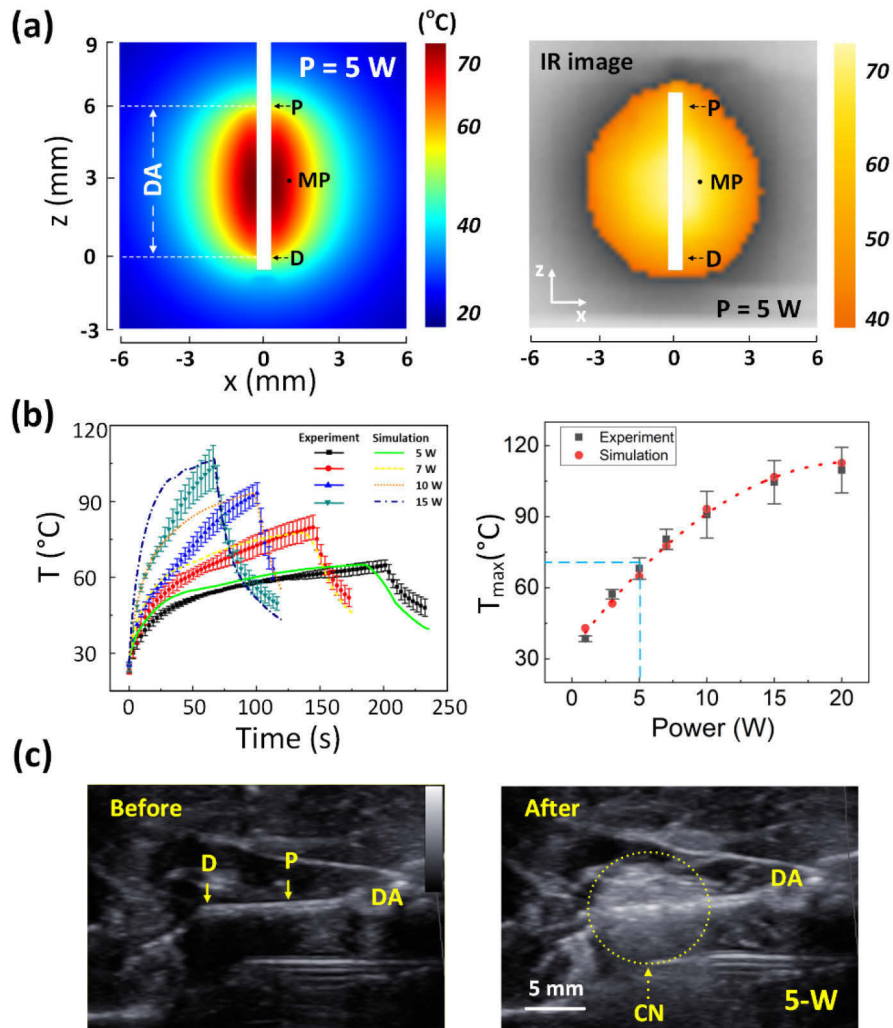 (a)
9
6
3
0
-3
z (mm)
-6 -3 0 3 6
x (mm)
P = 5 W
DA
P
MP
D
(°C)
70
60
40
20
IR image
P
MP
D
z
x
P = 5 W
-6 -3 0 3 6
70
60
50
40
(b)
120
90
60
30
T (°C)
0 50 100 150 200 250
Time (s)
Experiment Simulation
5 W
7 W
10 W
15 W
120
90
60
30
Tmax(°C)
0 5 10 15 20
Power (W)
Experiment
Simulation
(c)
Before
D
P
DA
After
DA
5 mm
CN
5-W